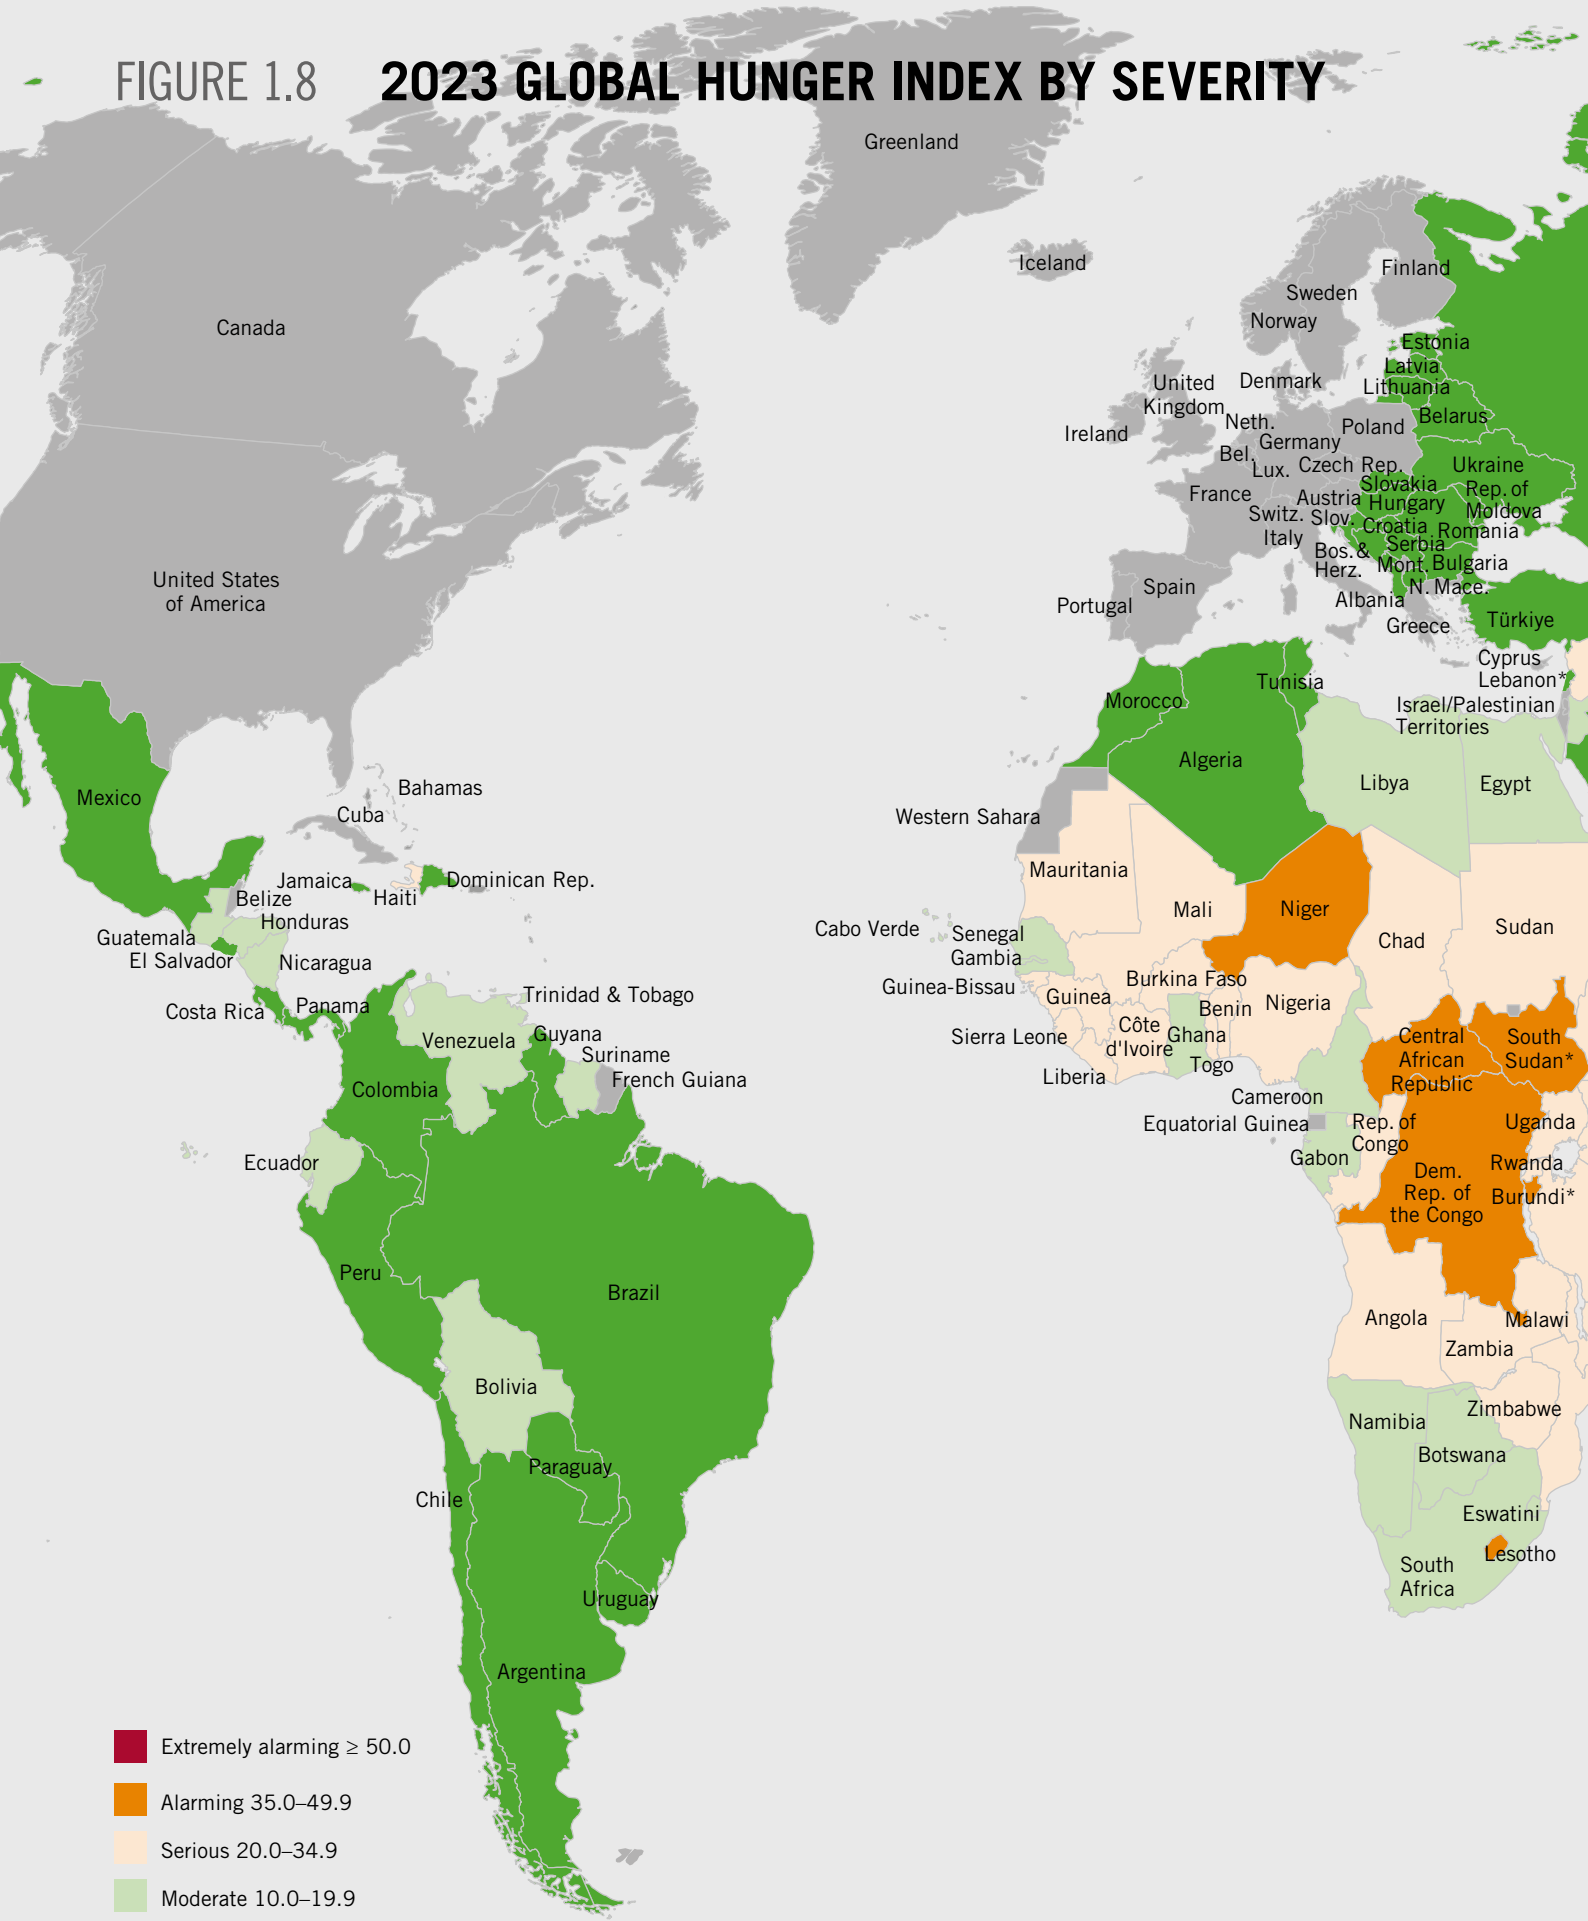 FIGURE 1.8 2023 GLOBAL HUNGER INDEX BY SEVERITY
Greenland
Iceland
Finland
Sweden
Norway
Canada
Estonia
Latvia
Lithuania
United
Kingdom
Denmark
Belarus
Neth.
Poland
Ireland
Germany
Bel.
Lux.
Czech Rep.
Ukraine
Slovakia
France
Austria
Hungary
Rep. of
Moldova
Switz.
Slov.
Croatia
Romania
Italy
Serbia
Bos.&
Herz.
Mont.
Bulgaria
United States
of America
Spain
N. Mace.
Portugal
Albania
Greece
Türkiye
Cyprus
Lebanon*
Tunisia
Morocco
Israel/Palestinian
Territories
Algeria
Libya
Egypt
Mexico
Bahamas
Cuba
Western Sahara
Mauritania
Jamaica
Haiti
Dominican Rep.
Belize
Honduras
Guatemala
El Salvador
Nicaragua
Mali
Niger
Chad
Sudan
Cabo Verde
Senegal
Gambia
Guinea-Bissau
Burkina Faso
Guinea
Benin
Nigeria
Costa Rica
Panama
Trinidad & Tobago
Venezuela
Guyana
Suriname
French Guiana
Sierra Leone
Côte
d'Ivoire
Ghana
Togo
Liberia
Central
African
Republic
South
Sudan*
Colombia
Cameroon
Equatorial Guinea
Rep. of
Congo
Uganda
Ecuador
Gabon
Rwanda
Dem.
Rep. of
the Congo
Burundi*
Peru
Brazil
Angola
Malawi
Zambia
Bolivia
Zimbabwe
Namibia
Botswana
Paraguay
Chile
Eswatini
Lesotho
South
Africa
Uruguay
Argentina
Extremely alarming ≥ 50.0
Alarming 35.0–49.9
Serious 20.0–34.9
Moderate 10.0–19.9